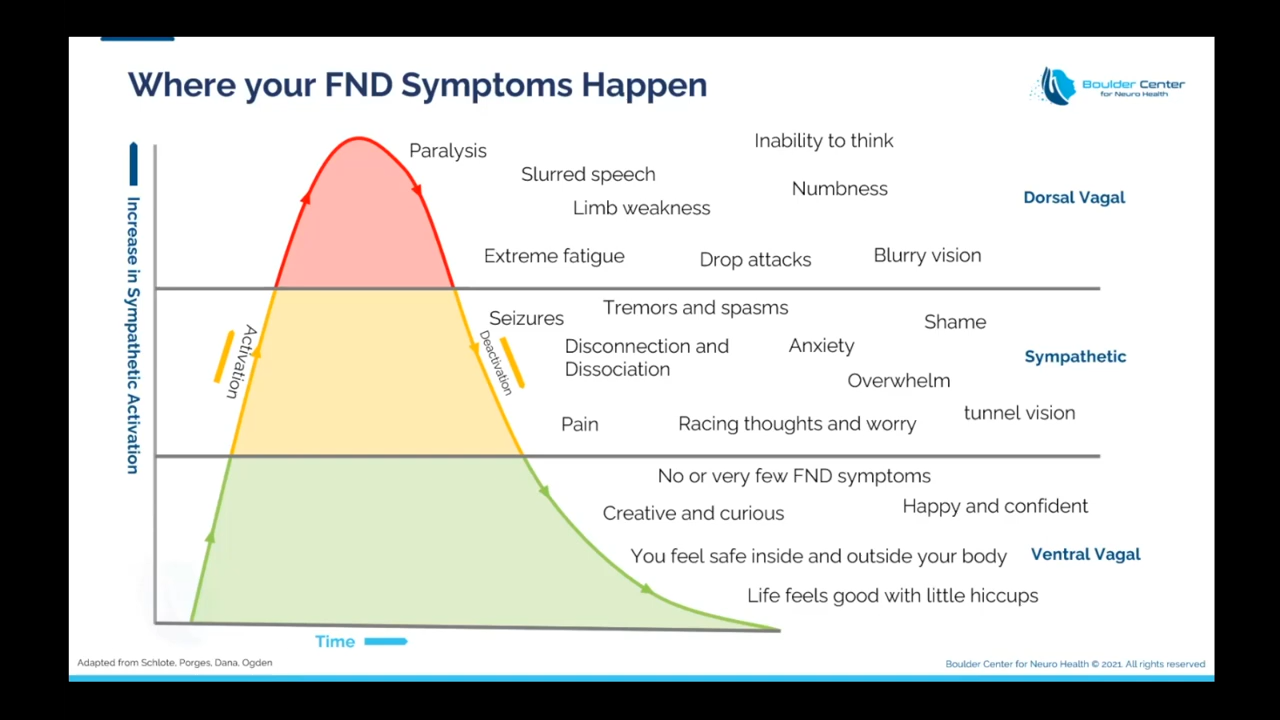 Where your FND Symptoms Happen
Boulder Center
for Neuro Health
Increase in Sympathetic Activation
Paralysis
Inability to think
Slurred speech
Numbness
Limb weakness
Dorsal Vagal
Extreme fatigue
Drop attacks
Blurry vision
Activation
Deactivation
Seizures
Tremors and spasms
Shame
Disconnection and
Dissociation
Anxiety
Sympathetic
Overwhelm
Pain
Racing thoughts and worry
tunnel vision
No or very few FND symptoms
Creative and curious
Happy and confident
You feel safe inside and outside your body
Ventral Vagal
Life feels good with little hiccups
Time
Adapted from Schlote, Porges, Dana, Ogden
Boulder Center for Neuro Health © 2021. All rights reserved